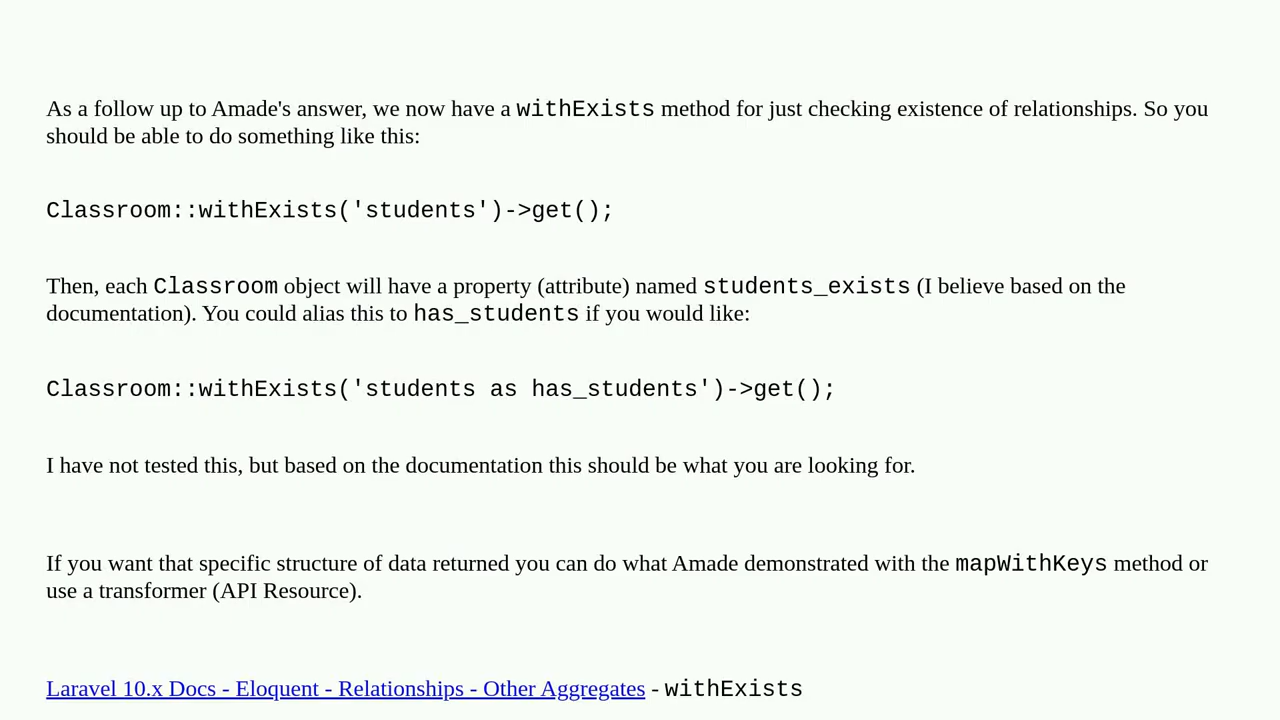 As a follow up to Amade's answer, we now have a withExists method for just checking existence of relationships. So you
should be able to do something like this:
Classroom::withExists('students')->get();
Then, each Classroom object will have a property (attribute) named students_exists (I believe based on the
documentation). You could alias this to has_students if you would like:
Classroom::withExists('students as has_students')->get();
I have not tested this, but based on the documentation this should be what you are looking for.
If you want that specific structure of data returned you can do what Amade demonstrated with the mapWithKeys method or
use a transformer (API Resource).
Laravel 10.x Docs - Eloquent - Relationships - Other Aggregates - withExists